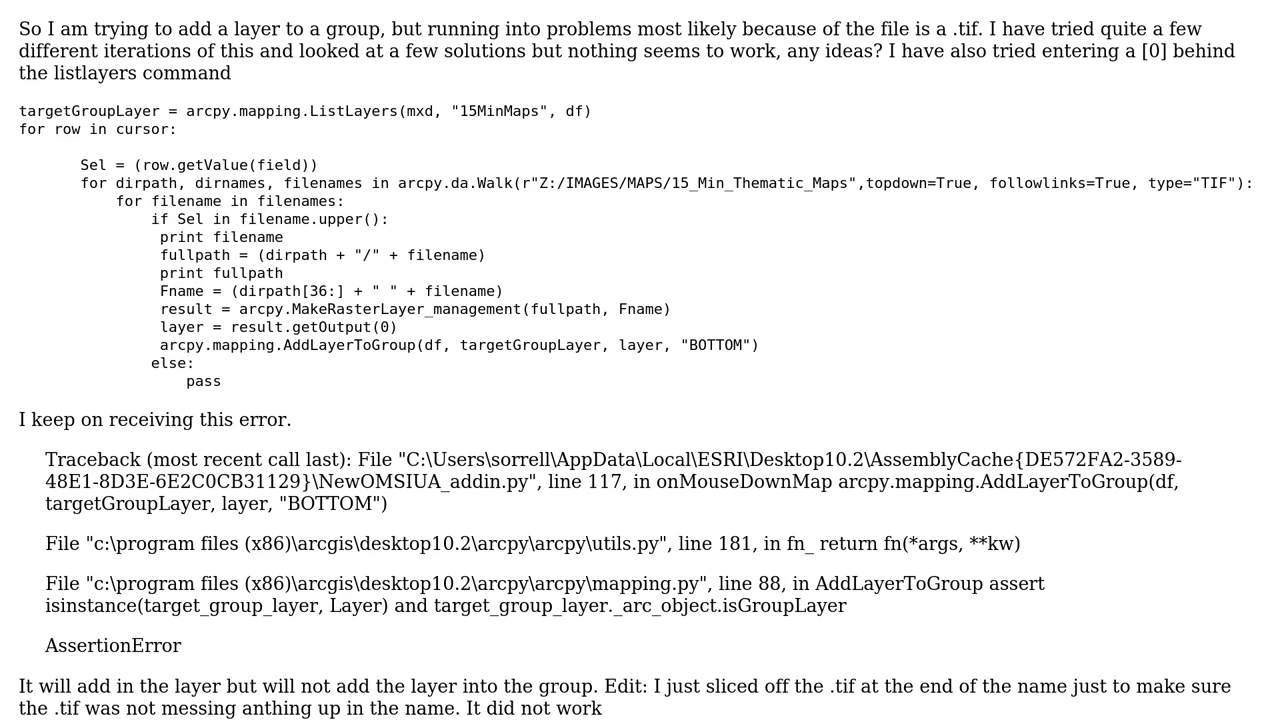 So I am trying to add a layer to a group, but running into problems most likely because of the file is a .tif. I have tried quite a few
different iterations of this and looked at a few solutions but nothing seems to work, any ideas? I have also tried entering a [0] behind
the listlayers command
targetGroupLayer = arcpy.mapping.ListLayers(mxd, "15MinMaps", df)
for row in cursor:
Sel = (row.getValue(field))
for dirpath, dirnames, filenames in arcpy.da.Walk(r"Z:/IMAGES/MAPS/15_Min_Thematic_Maps",topdown=True, followlinks=True, type="TIF"):
for filename in filenames:
if Sel in filename.upper():
print filename
fullpath = (dirpath + "/" + filename)
print fullpath
Fname = (dirpath[36:] + " " + filename)
result = arcpy.MakeRasterLayer_management(fullpath, Fname)
layer = result.getOutput(0)
arcpy.mapping.AddLayerToGroup(df, targetGroupLayer, layer, "BOTTOM")
else:
pass
I keep on receiving this error.
Traceback (most recent call last): File "C:\Users\sorrell\AppData\Local\ESRI\Desktop10.2\AssemblyCache{DE572FA2-3589-
48E1-8D3E-6E2C0CB31129}\NewOMSIUA_addin.py", line 117, in onMouseDownMap arcpy.mapping.AddLayerToGroup(df,
targetGroupLayer, layer, "BOTTOM")
File "c:\program files (x86)\arcgis\desktop10.2\arcpy\arcpy\utils.py", line 181, in fn_ return fn(*args, **kw)
File "c:\program files (x86)\arcgis\desktop10.2\arcpy\arcpy\mapping.py", line 88, in AddLayerToGroup assert
isinstance(target_group_layer, Layer) and target_group_layer._arc_object.isGroupLayer
AssertionError
It will add in the layer but will not add the layer into the group. Edit: I just sliced off the .tif at the end of the name just to make sure
the .tif was not messing anthing up in the name. It did not work